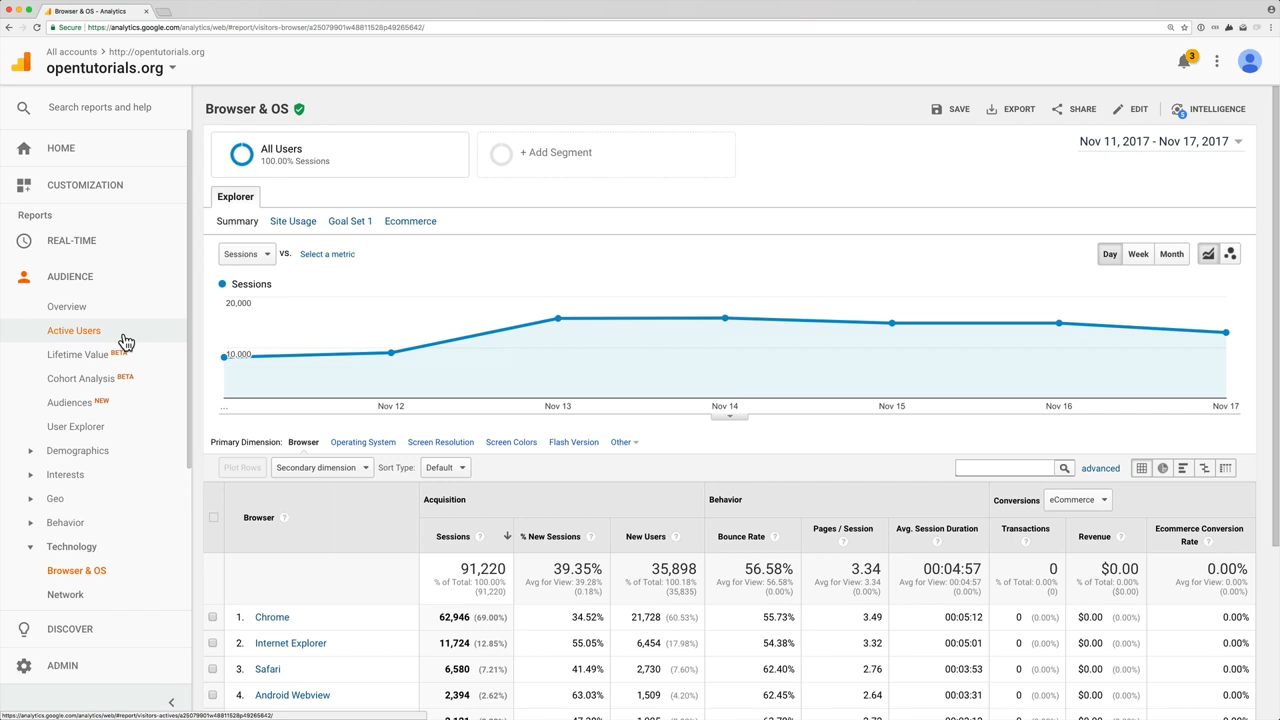 Browser & OS - Analytics
Secure https://analytics.google.com/analytics/web/#report/visitors-browser/a25079901w48811528p49265642/
All accounts > http://opentutorials.org
opentutorials.org
3
Search reports and help
HOME
CUSTOMIZATION
Reports
REAL-TIME
AUDIENCE
Overview
Active Users
Lifetime Value BETA
Cohort Analysis BETA
Audiences NEW
User Explorer
Demographics
Interests
Geo
Behavior
Technology
Browser & OS
Network
DISCOVER
ADMIN
Browser & OS
SAVE EXPORT SHARE EDIT INTELLIGENCE
5
All Users
100.00% Sessions
+ Add Segment
Nov 11, 2017 - Nov 17, 2017
Explorer
Summary Site Usage Goal Set 1 Ecommerce
Sessions VS. Select a metric
Day Week Month
Sessions
20,000
10,000
... Nov 12 Nov 13 Nov 14 Nov 15 Nov 16 Nov 17
Primary Dimension: Browser Operating System Screen Resolution Screen Colors Flash Version Other
Plot Rows Secondary dimension Sort Type: Default advanced
Browser ? Acquisition Behavior Conversions eCommerce
Sessions ? % New Sessions ? New Users ? Bounce Rate ? Pages / Session ? Avg. Session Duration ? Transactions ? Revenue ? Ecommerce Conversion Rate ?
91,220 39.35% 35,898 56.58% 3.34 00:04:57 0 $0.00 0.00%
% of Total: 100.00% (91,220) Avg for View: 39.28% (0.18%) % of Total: 100.18% (35,835) Avg for View: 56.58% (0.00%) Avg for View: 3.34 (0.00%) Avg for View: 00:04:57 (0.00%) % of Total: 0.00% (0) % of Total: 0.00% ($0.00) Avg for View: 0.00% (0.00%)
1. Chrome 62,946 (69.00%) 34.52% 21,728 (60.53%) 55.73% 3.49 00:05:12 0 (0.00%) $0.00 (0.00%) 0.00%
2. Internet Explorer 11,724 (12.85%) 55.05% 6,454 (17.98%) 54.38% 3.32 00:05:01 0 (0.00%) $0.00 (0.00%) 0.00%
3. Safari 6,580 (7.21%) 41.49% 2,730 (7.60%) 62.40% 2.76 00:03:53 0 (0.00%) $0.00 (0.00%) 0.00%
4. Android Webview 2,394 (2.62%) 63.03% 1,509 (4.20%) 62.45% 2.64 00:03:31 0 (0.00%) $0.00 (0.00%) 0.00%
https://analytics.google.com/analytics/web/#report/visitors-actives/a25079901w48811528p49265642/